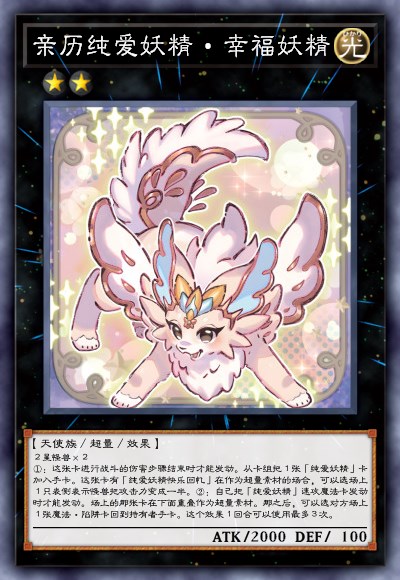 亲历纯爱妖精・幸福妖精
光
【天使族／超量／效果】
２星怪兽×２
①：这张卡进行战斗的伤害步骤结束时才能发动。从卡组把１张「纯爱妖精」卡
加入手卡。这张卡有「纯爱妖精快乐回忆」在作为超量素材的场合，可以选场上
１只表侧表示怪兽把攻击力变成一半。②：自己把「纯爱妖精」速攻魔法卡发动
时才能发动。场上的那张卡在下面重叠作为超量素材。那之后，可以选对方场上
１张魔法・陷阱卡回到持有者手卡。这个效果１回合可以使用最多３次。
ATK/2000 DEF/ 100